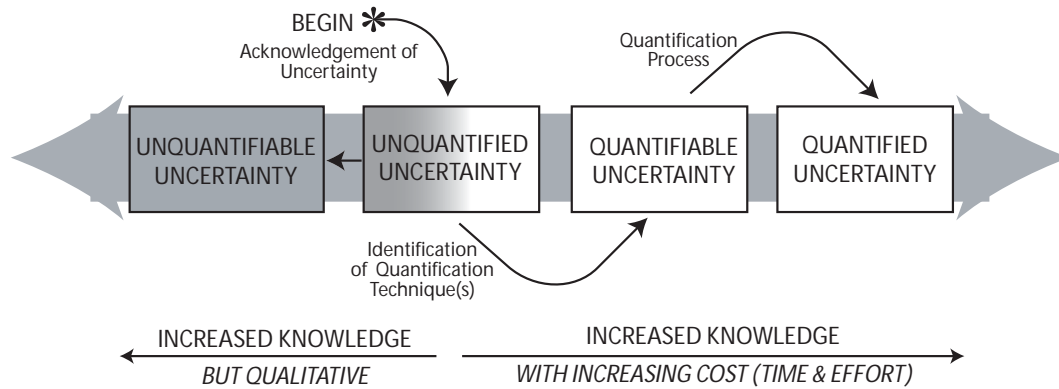 BEGIN *
Acknowledgement of
Uncertainty
Quantification
Process
UNQUANTIFIABLE
UNCERTAINTY
UNQUANTIFIED
UNCERTAINTY
QUANTIFIABLE
UNCERTAINTY
QUANTIFIED
UNCERTAINTY
Identification
of Quantification
Technique(s)
INCREASED KNOWLEDGE
BUT QUALITATIVE
INCREASED KNOWLEDGE
WITH INCREASING COST (TIME & EFFORT)